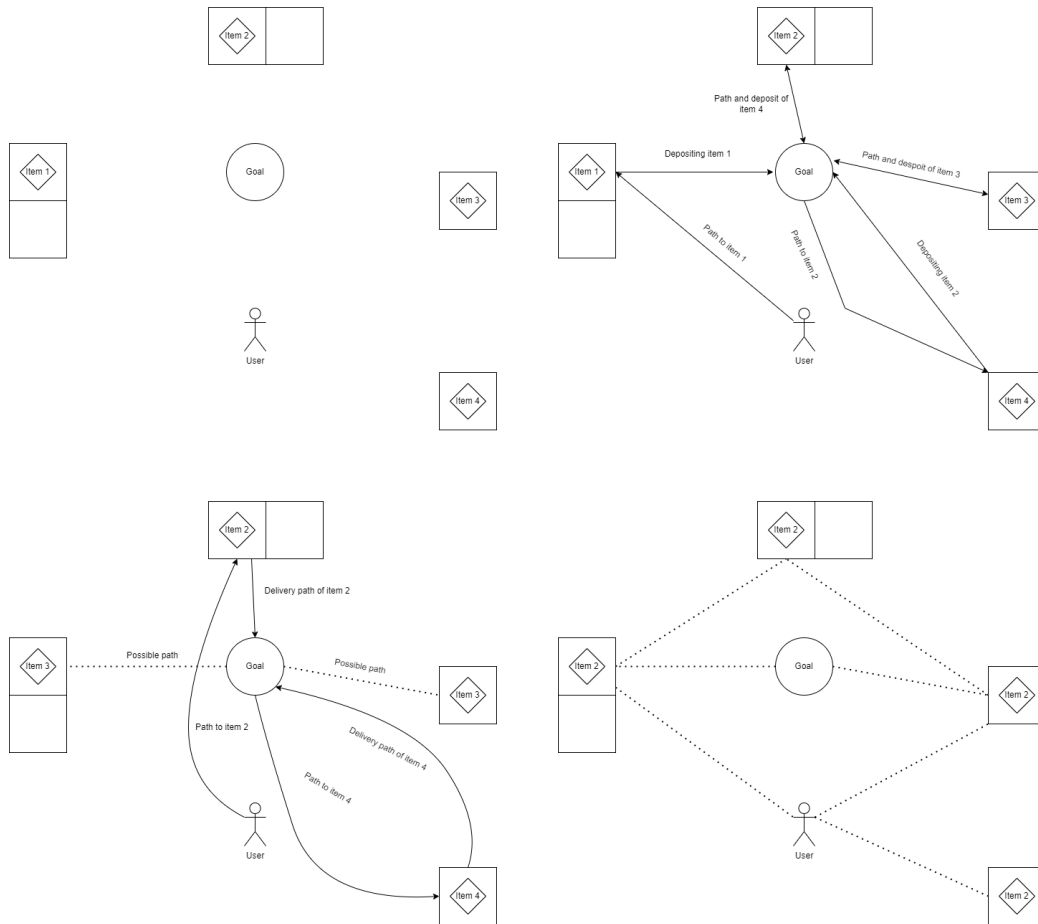 Item 2
Item 1
Goal
Item 3
User
Item 4
Item 2
Path and deposit of
item 4
Depositing item 1
Item 1
Goal
Path and despoit of item 3
Item 3
Path to item 1
Path to item 2
Depositing item 2
User
Item 4
Item 2
Delivery path of item 2
Possible path
Item 3
Goal
Possible path
Item 3
Path to item 2
Delivery path of item 4
Path to item 4
User
Item 4
Item 2
Item 2
Goal
Item 2
User
Item 2